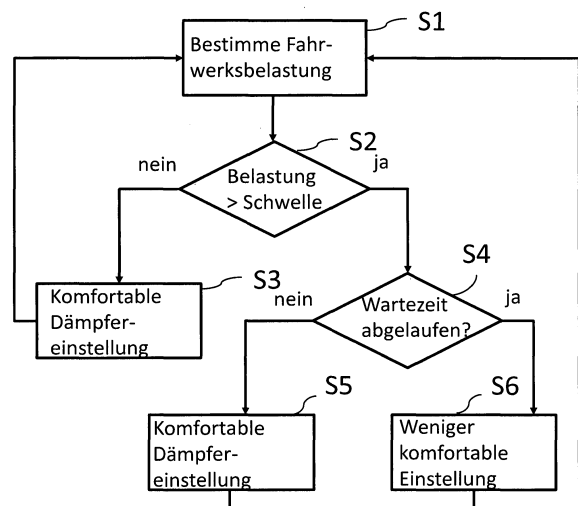 S1
Bestimme Fahr-
werksbelastung
S2
nein
ja
Belastung
> Schwelle
S3
Komfortable
Dämpfer-
einstellung
S4
nein
ja
Wartezeit
abgelaufen?
S5
Komfortable
Dämpfer-
einstellung
S6
Weniger
komfortable
Einstellung